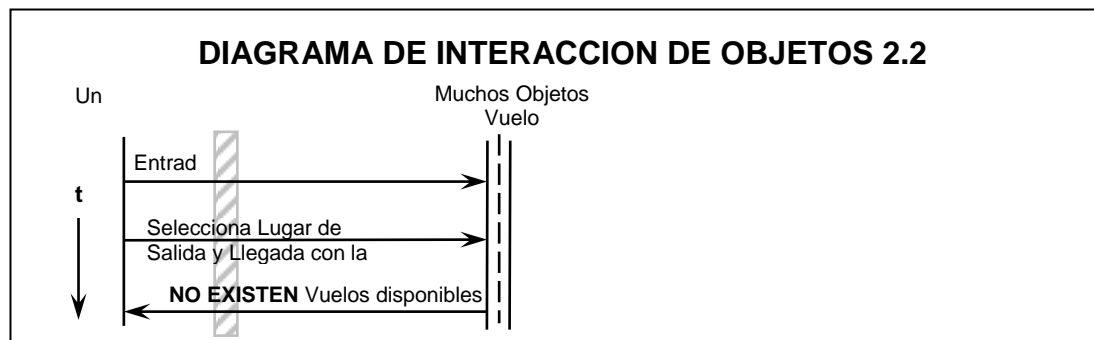 DIAGRAMA DE INTERACCION DE OBJETOS 2.2
Un
Muchos Objetos
Vuelo
Entrad
t
Selecciona Lugar de
Salida y Llegada con la
NO EXISTEN Vuelos disponibles